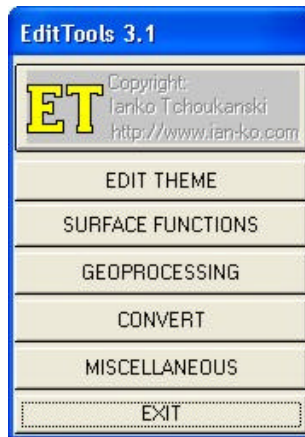 EditTools 3.1
ET
Copyright:
Ianko Tchoukanski
http://www.ian-ko.com
EDIT THEME
SURFACE FUNCTIONS
GEOPROCESSING
CONVERT
MISCELLANEOUS
EXIT